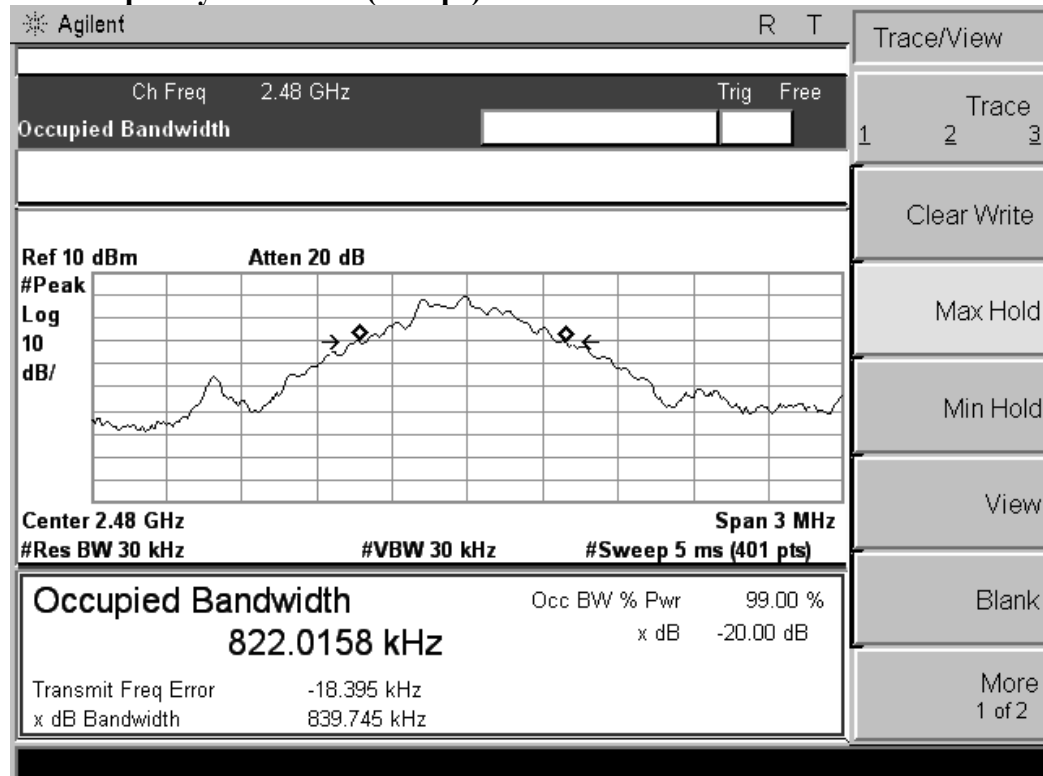 Agilent R T
Trace/View
Ch Freq 2.48 GHz Trig Free
Occupied Bandwidth
Trace
1 2 3
Clear Write
Max Hold
Min Hold
View
Blank
More
1 of 2
Ref 10 dBm Atten 20 dB
#Peak
Log
10
dB/
Center 2.48 GHz Span 3 MHz
#Res BW 30 kHz #VBW 30 kHz #Sweep 5 ms (401 pts)
Occupied Bandwidth
822.0158 kHz
Occ BW % Pwr 99.00 %
x dB -20.00 dB
Transmit Freq Error -18.395 kHz
x dB Bandwidth 839.745 kHz